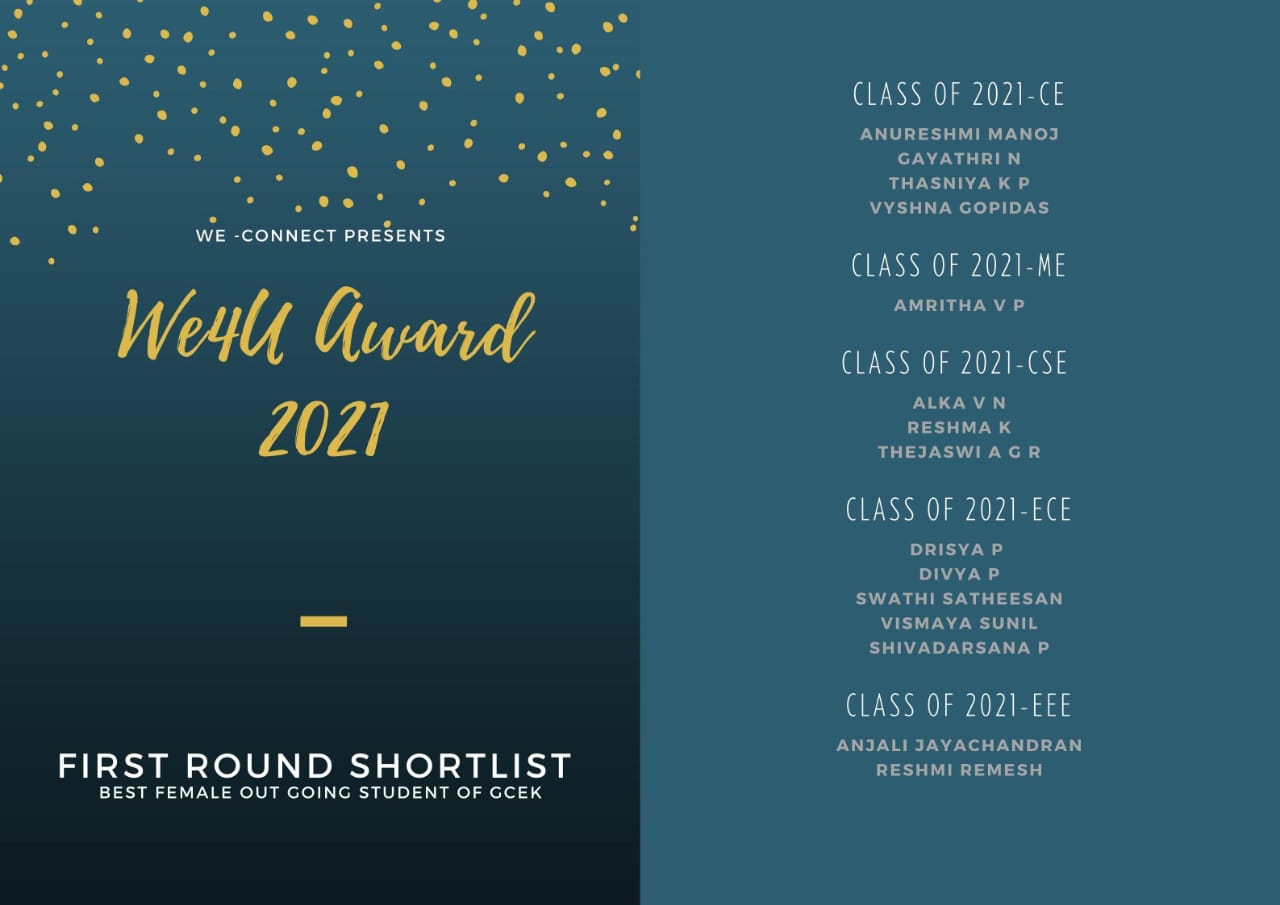 WE -CONNECT PRESENTS
We4U Award
2021
FIRST ROUND SHORTLIST
BEST FEMALE OUT GOING STUDENT OF GCEK
CLASS OF 2021-CE
ANURESHMI MANOJ
GAYATHRI N
THASNIYA K P
VYSHNA GOPIDAS
CLASS OF 2021-ME
AMRITHA V P
CLASS OF 2021-CSE
ALKA V N
RESHMA K
THEJASWI A G R
CLASS OF 2021-ECE
DRISYA P
DIVYA P
SWATHI SATHEESAN
VISMAYA SUNIL
SHIVADARSANA P
CLASS OF 2021-EEE
ANJALI JAYACHANDRAN
RESHMI REMESH